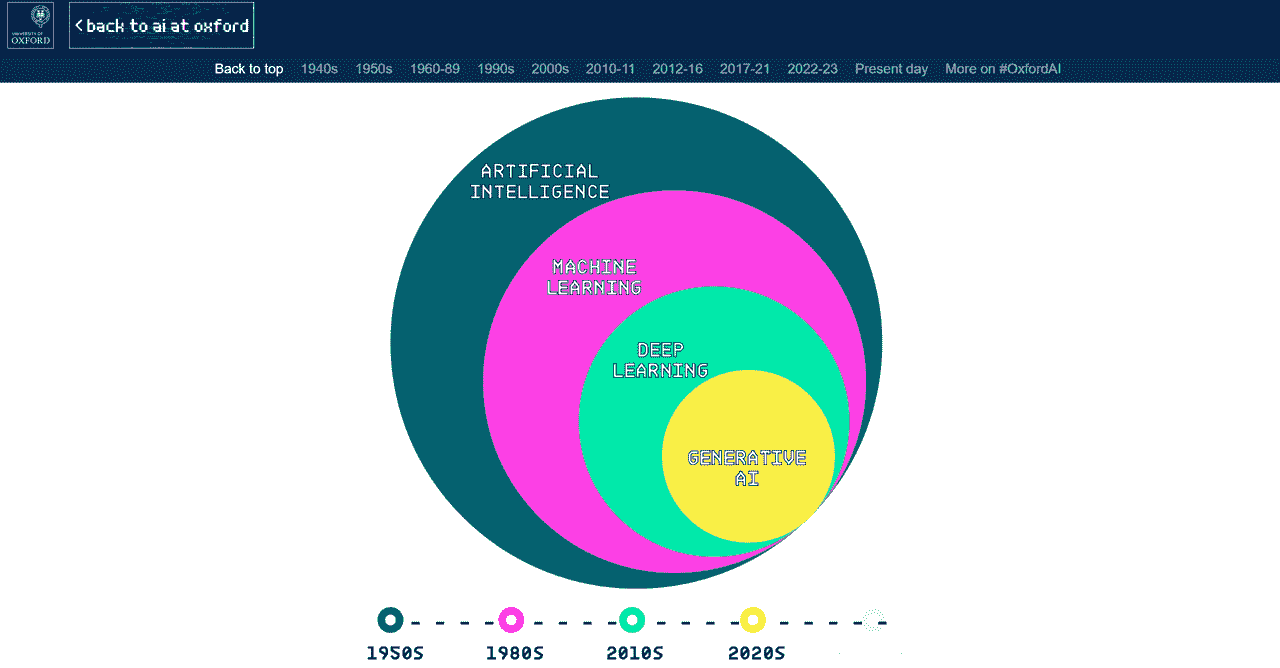 UNIVERSITY OF
OXFORD
back to ai at oxford
Back to top 1940s 1950s 1960-89 1990s 2000s 2010-11 2012-16 2017-21 2022-23 Present day More on #OxfordAI
ARTIFICIAL
INTELLIGENCE
MACHINE
LEARNING
DEEP
LEARNING
GENERATIVE
AI
1950S 1980S 2010S 2020S